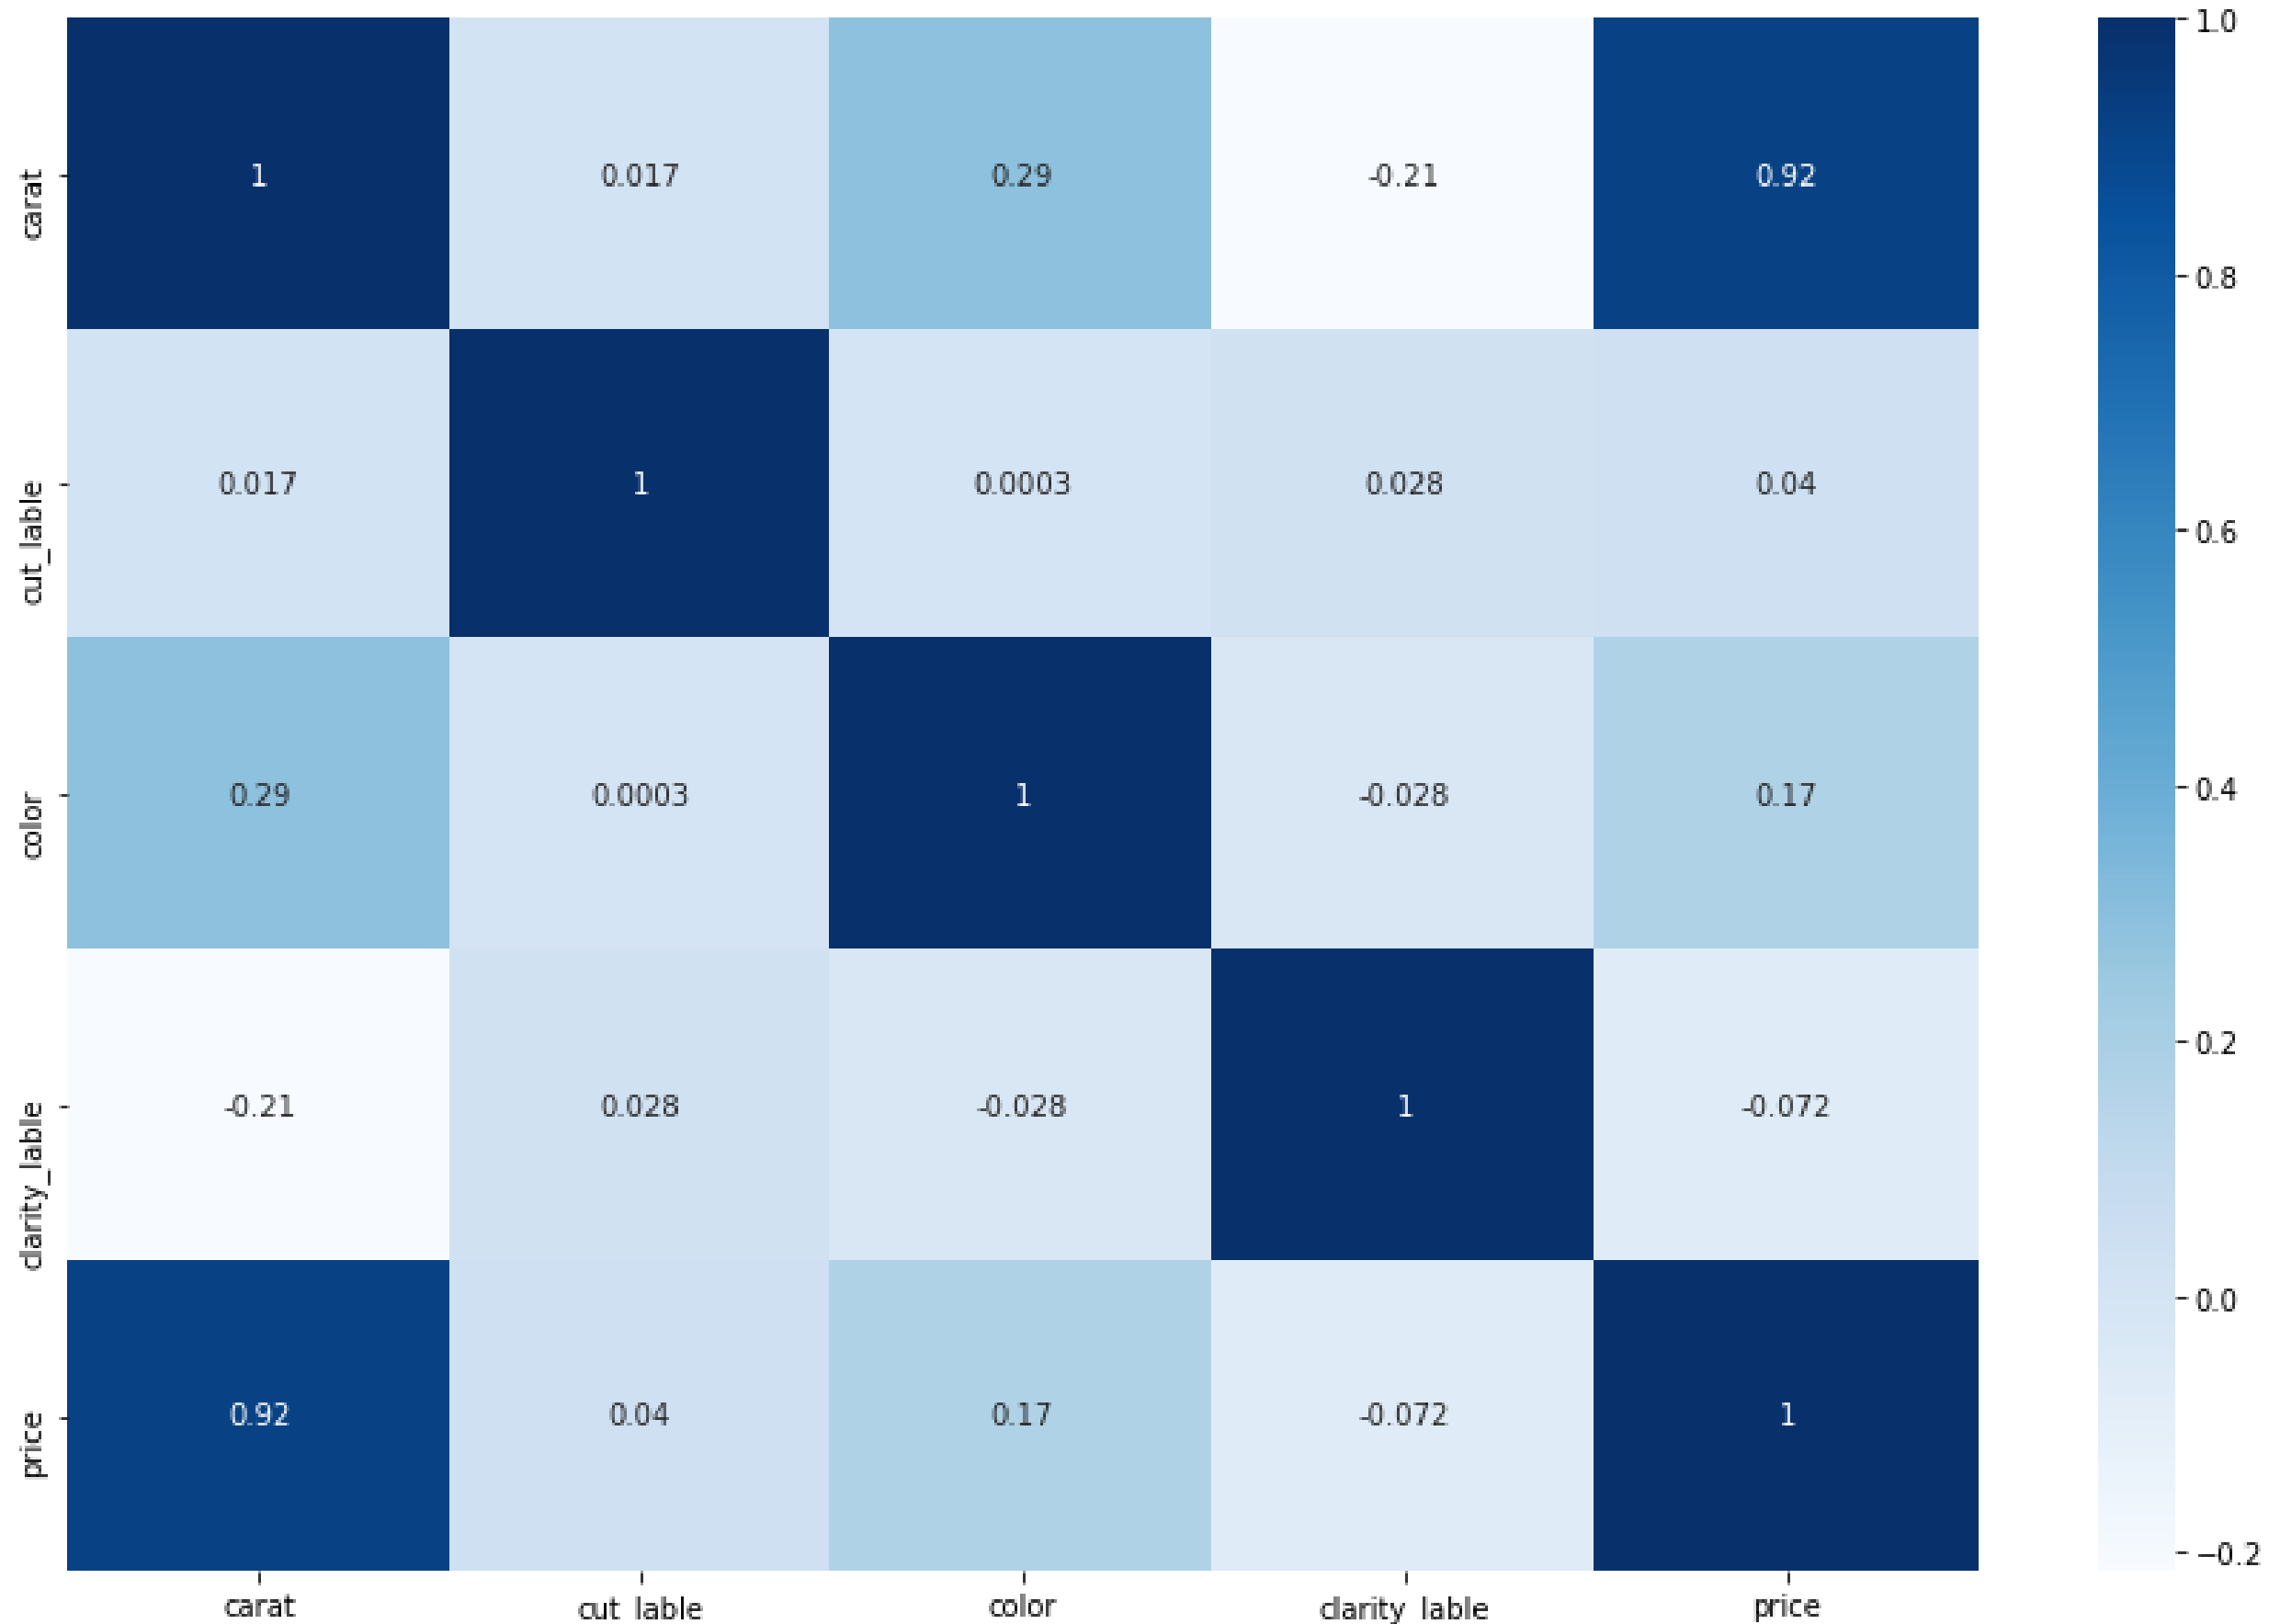 carat 1 0.017 0.29 -0.21 0.92
cut_lable 0.017 1 0.0003 0.028 0.04
color 0.29 0.0003 1 -0.028 0.17
clarity_lable -0.21 0.028 -0.028 1 -0.072
price 0.92 0.04 0.17 -0.072 1
carat cut_lable color clarity_lable price
1.0
0.8
0.6
0.4
0.2
0.0
−0.2